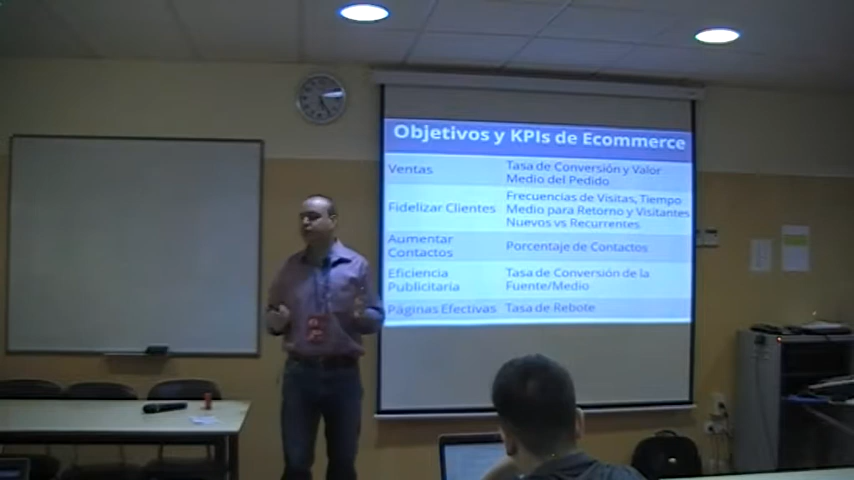 Objetivos y KPIs de Ecommerce
Ventas
Tasa de Conversión y Valor
Medio del Pedido
Fidelizar Clientes
Frecuencias de Visitas, Tiempo
Medio para Retorno y Visitantes
Nuevos vs Recurrentes
Aumentar
Contactos
Porcentaje de Contactos
Eficiencia
Publicitaría
Tasa de Conversión de la
Fuente/Medio
Páginas Efectivas
Tasa de Rebote